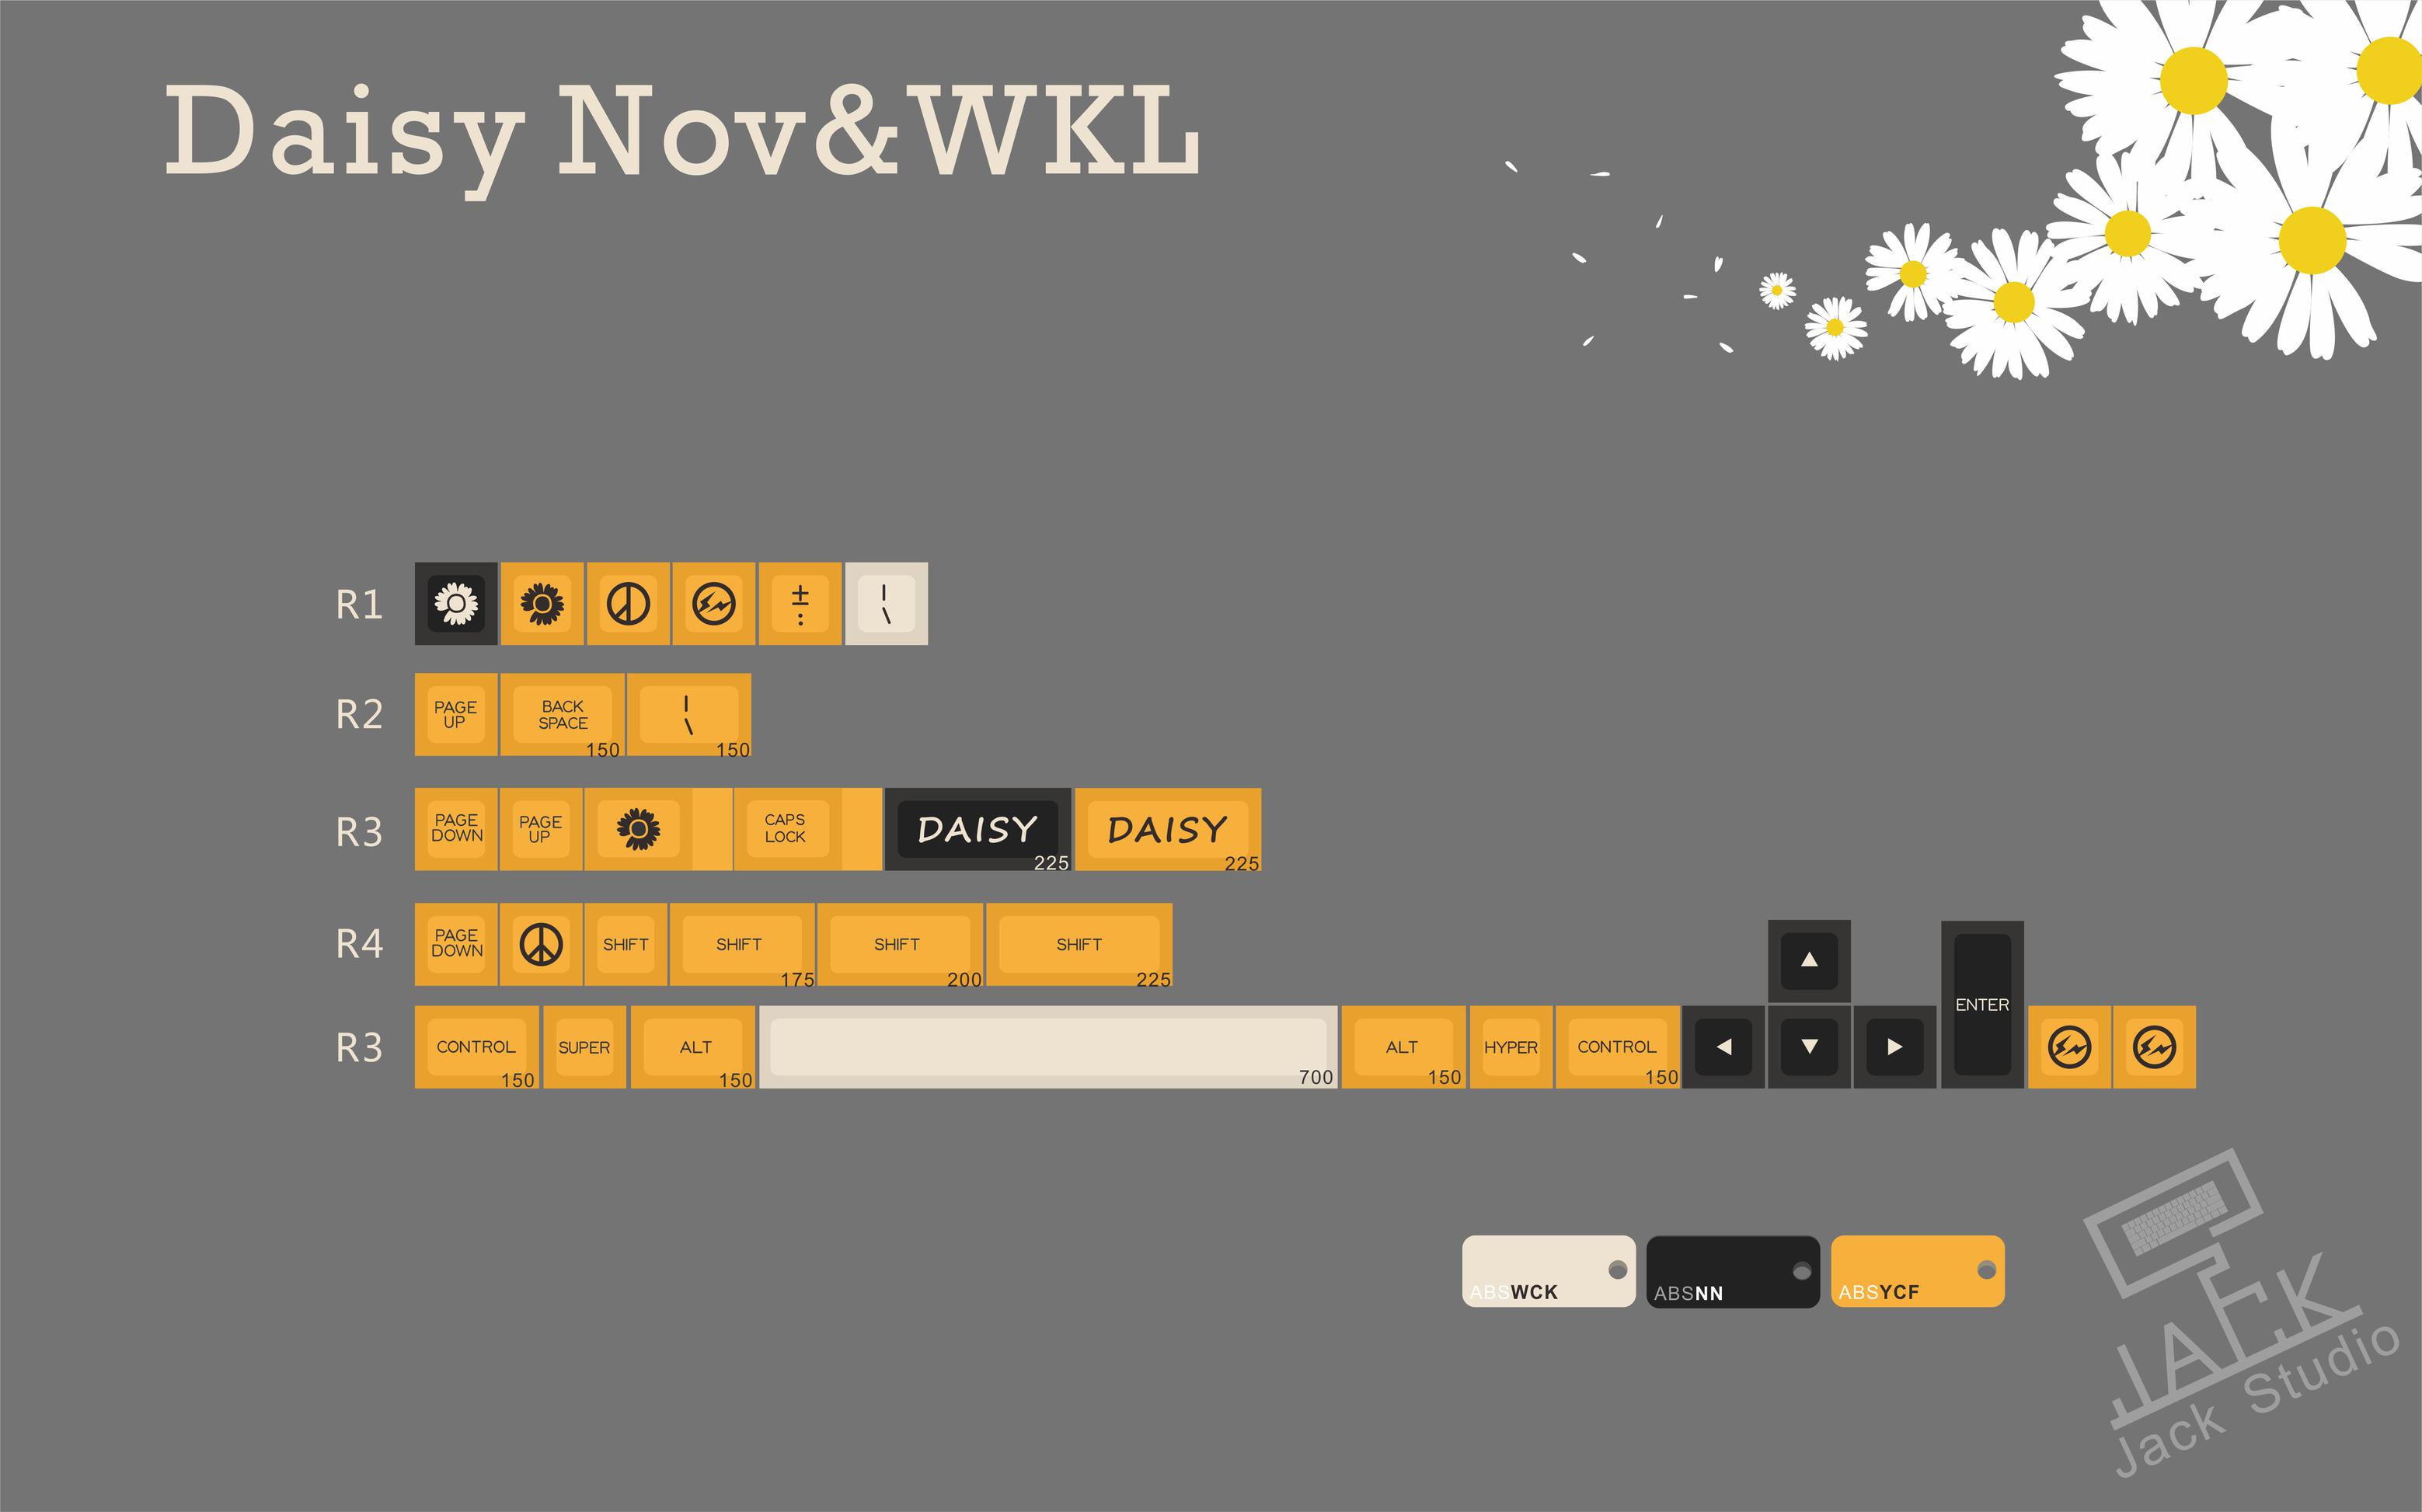 Daisy Nov&WKL
R1
± :
| \
R2
PAGE UP
BACK SPACE 150
| \ 150
R3
PAGE DOWN
PAGE UP
CAPS LOCK
DAISY 225
DAISY 225
R4
PAGE DOWN
SHIFT
SHIFT 175
SHIFT 200
SHIFT 225
R3
CONTROL 150
SUPER
ALT 150
700
ALT 150
HYPER
CONTROL 150
ENTER
ABSWCK
ABSNN
ABSYCF
JACK
Jack Studio